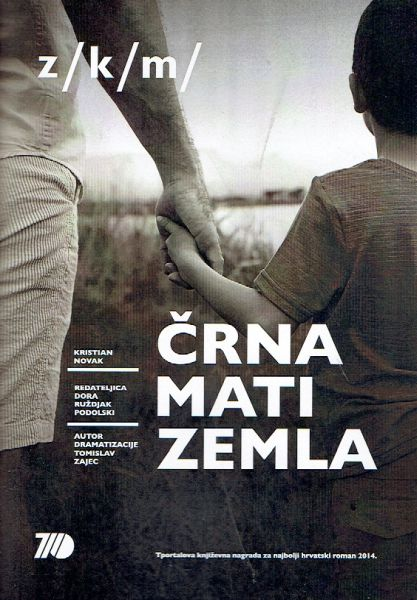 z/k/m/
KRISTIAN
NOVAK
REDATELJICA
DORA
RUŽDJAK
PODOLSKI
AUTOR
DRAMATIZACIJE
TOMISLAV
ZAJEC
ČRNA
MATI
ZEMLA
70
Tportalova književna nagrada za najbolji hrvatski roman 2014.